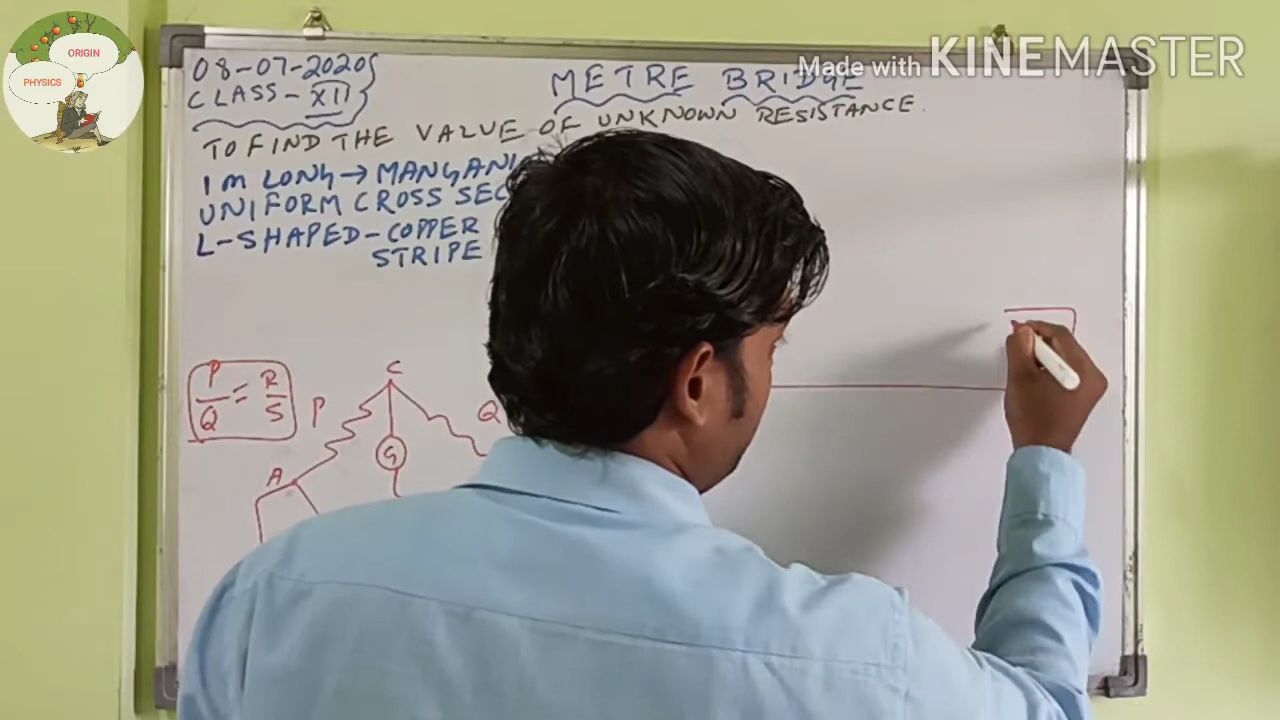 ORIGIN
PHYSICS
Made with KINEMASTER
08-07-2020
CLASS-XII
METRE BRIDGE
TO FIND THE VALUE OF UNKNOWN RESISTANCE.
1M LONG → MANGANI
UNIFORM CROSS SEC
L-SHAPED-COPPER
STRIPE
P/Q = R/S
C
P
Q
G
A